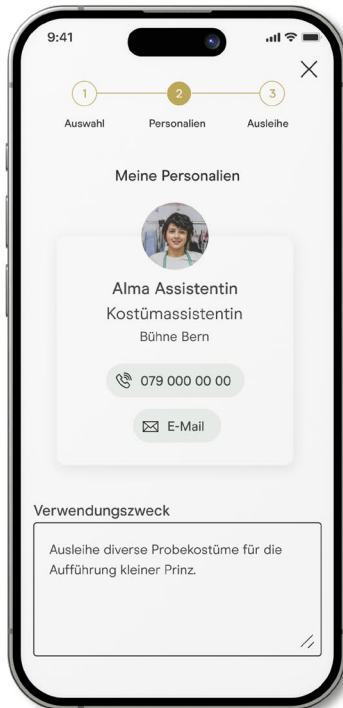 9:41
1 2 3
Auswahl Personalien Ausleihe
Meine Personalien
Alma Assistentin
Kostümassistentin
Bühne Bern
079 000 00 00
E-Mail
Verwendungszweck
Ausleihe diverse Probekostüme für die
Aufführung kleiner Prinz.